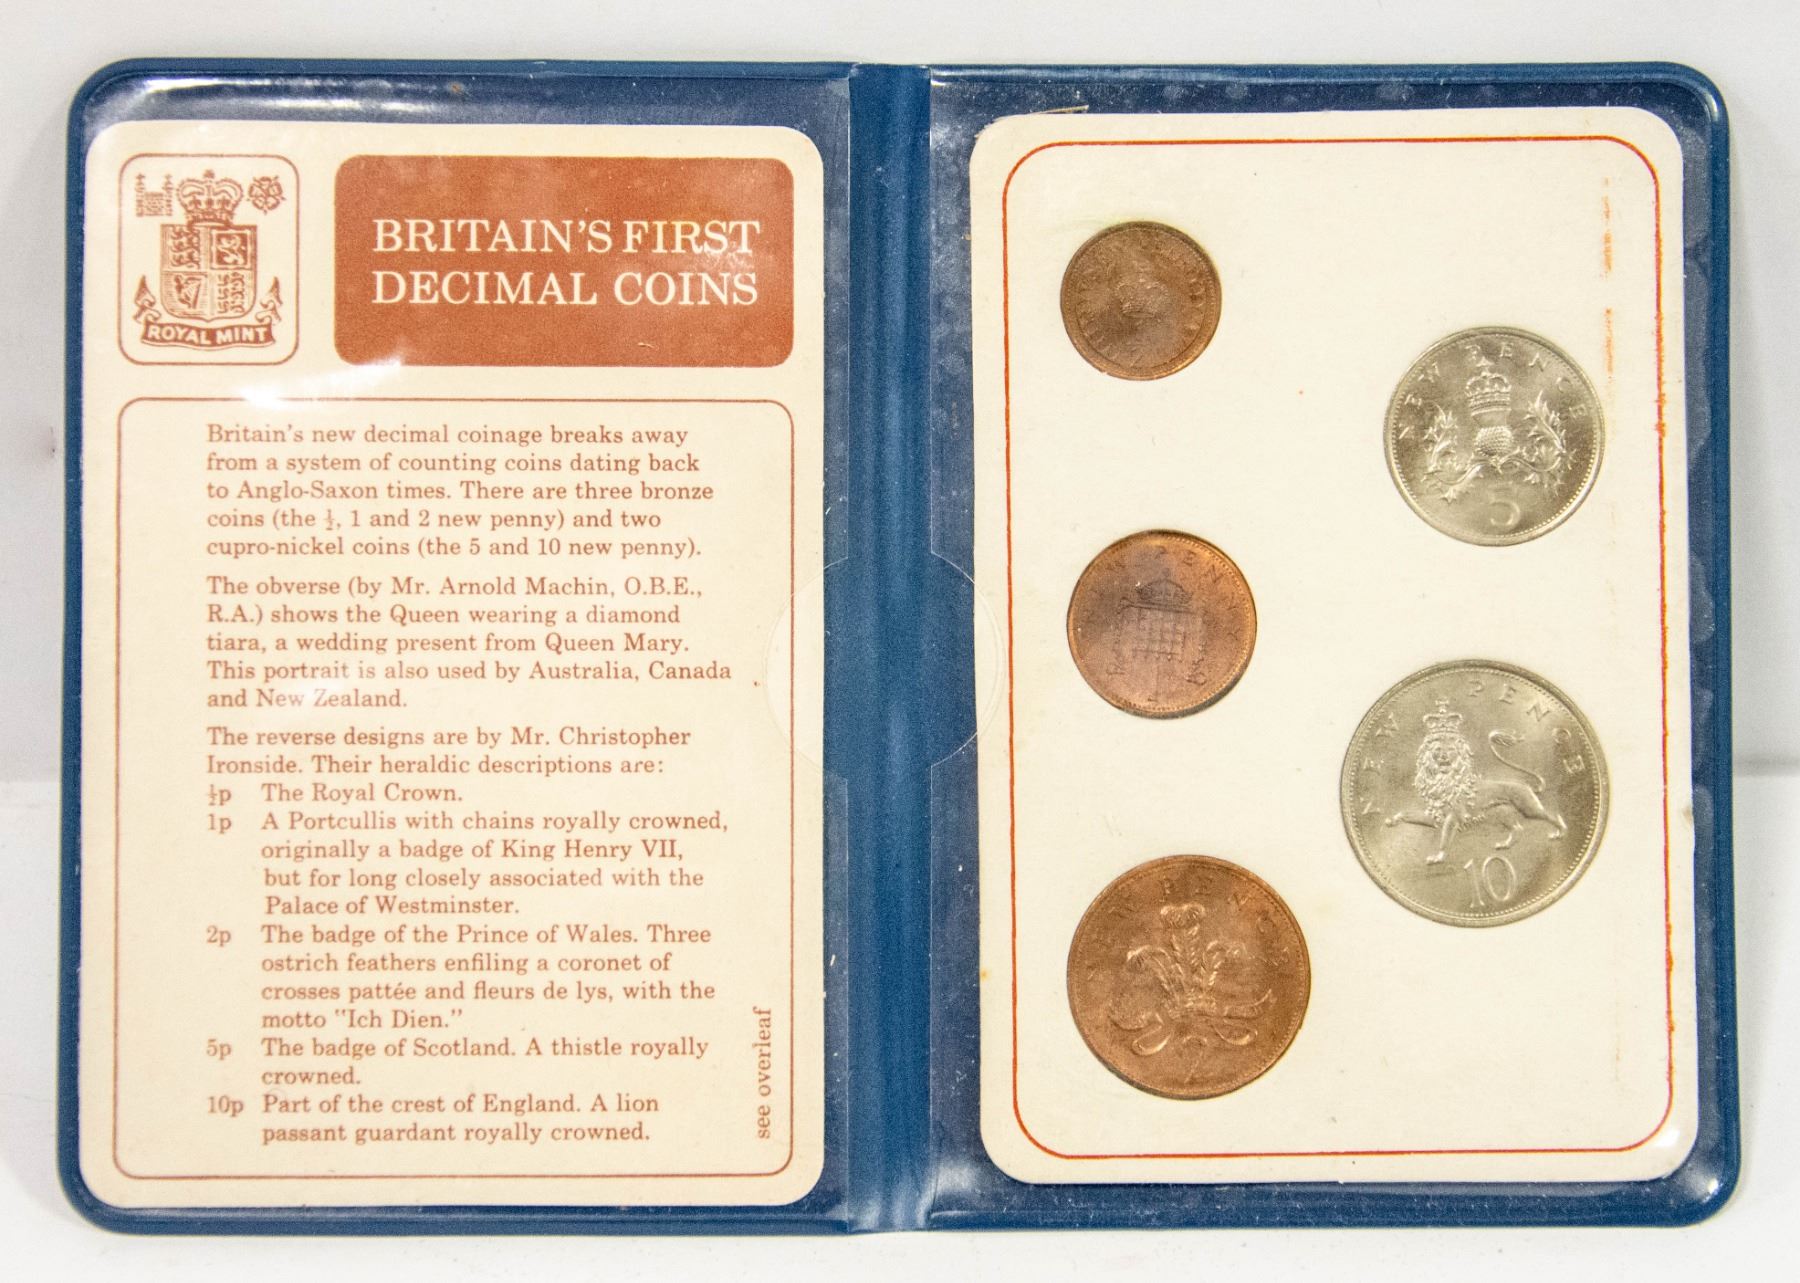 ROYAL MINT
BRITAIN'S FIRST
DECIMAL COINS
Britain's new decimal coinage breaks away
from a system of counting coins dating back
to Anglo-Saxon times. There are three bronze
coins (the ½, 1 and 2 new penny) and two
cupro-nickel coins (the 5 and 10 new penny).
The obverse (by Mr. Arnold Machin, O.B.E.,
R.A.) shows the Queen wearing a diamond
tiara, a wedding present from Queen Mary.
This portrait is also used by Australia, Canada
and New Zealand.
The reverse designs are by Mr. Christopher
Ironside. Their heraldic descriptions are:
½p The Royal Crown.
1p A Portcullis with chains royally crowned,
originally a badge of King Henry VII,
but for long closely associated with the
Palace of Westminster.
2p The badge of the Prince of Wales. Three
ostrich feathers enfiling a coronet of
crosses pattée and fleurs de lys, with the
motto "Ich Dien."
5p The badge of Scotland. A thistle royally
crowned.
10p Part of the crest of England. A lion
passant guardant royally crowned.
see overleaf
NEW PENCE
5
NEW PENNY
1
NEW PENCE
10
NEW PENCE
2